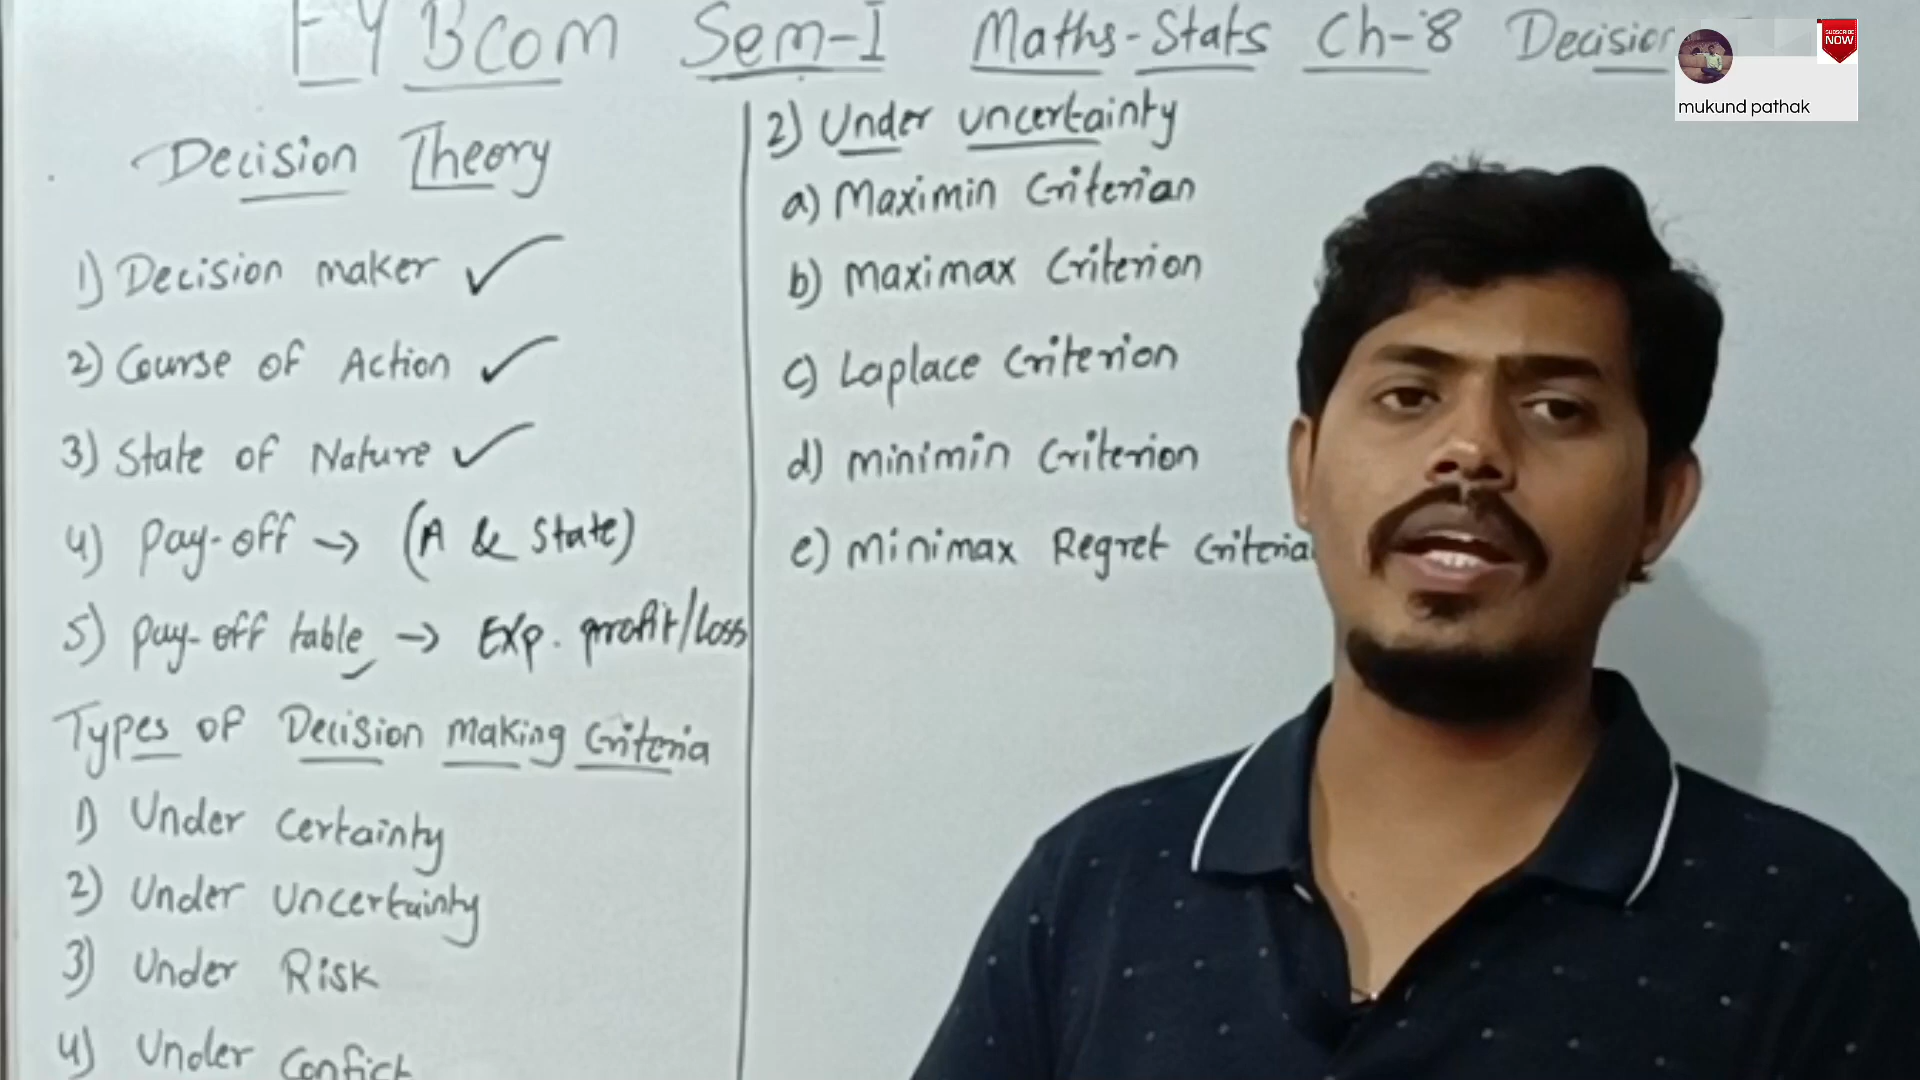 FY BCom Sem-I Maths-Stats Ch-8 Decision
SUBSCRIBE NOW
mukund pathak
Decision Theory
1) Decision maker ✓
2) Course of Action ✓
3) State of Nature ✓
4) Pay-off → (A & State)
5) Pay-off table → Exp. profit/Loss
Types of Decision Making Criteria
1) Under Certainty
2) Under Uncertainty
3) Under Risk
4) Under Confict
2) Under uncertainty
a) Maximin Criterian
b) Maximax Criterion
c) Laplace Criterion
d) Minimin Criterion
e) Minimax Regret Criteria